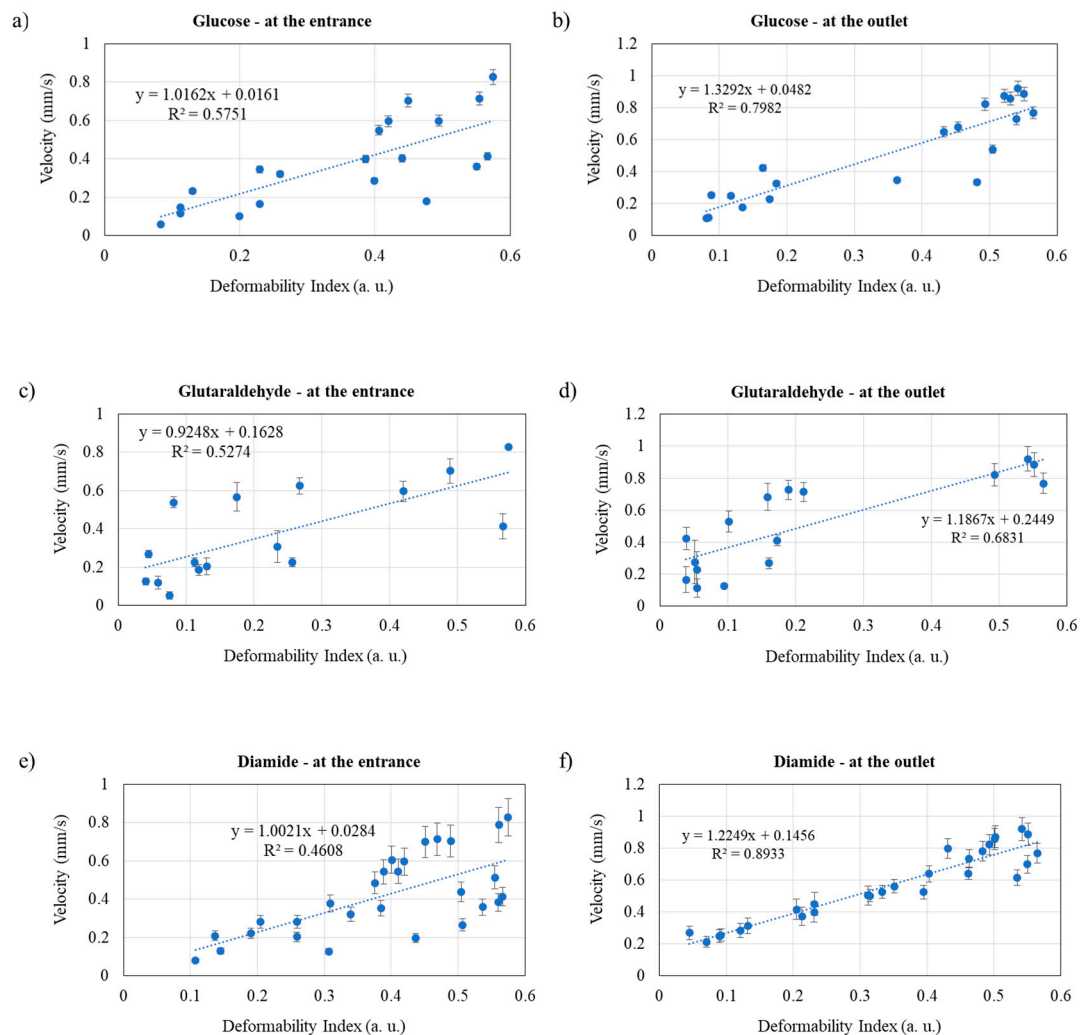 a)
Glucose - at the entrance
Velocity (mm/s)
1
0.8
0.6
0.4
0.2
0
y = 1.0162x + 0.0161
R² = 0.5751
0
0.2
0.4
0.6
Deformability Index (a. u.)
b)
Glucose - at the outlet
Velocity (mm/s)
1.2
1
0.8
0.6
0.4
0.2
0
y = 1.3292x + 0.0482
R² = 0.7982
0
0.1
0.2
0.3
0.4
0.5
0.6
Deformability Index (a. u.)
c)
Glutaraldehyde - at the entrance
Velocity (mm/s)
1
0.8
0.6
0.4
0.2
0
y = 0.9248x + 0.1628
R² = 0.5274
0
0.1
0.2
0.3
0.4
0.5
0.6
Deformability Index (a. u.)
d)
Glutaraldehyde - at the outlet
Velocity (mm/s)
1.2
1
0.8
0.6
0.4
0.2
0
y = 1.1867x + 0.2449
R² = 0.6831
0
0.1
0.2
0.3
0.4
0.5
0.6
Deformability Index (a. u.)
e)
Diamide - at the entrance
Velocity (mm/s)
1
0.8
0.6
0.4
0.2
0
y = 1.0021x + 0.0284
R² = 0.4608
0
0.1
0.2
0.3
0.4
0.5
0.6
Deformability Index (a. u.)
f)
Diamide - at the outlet
Velocity (mm/s)
1.2
1
0.8
0.6
0.4
0.2
0
y = 1.2249x + 0.1456
R² = 0.8933
0
0.1
0.2
0.3
0.4
0.5
0.6
Deformability Index (a. u.)